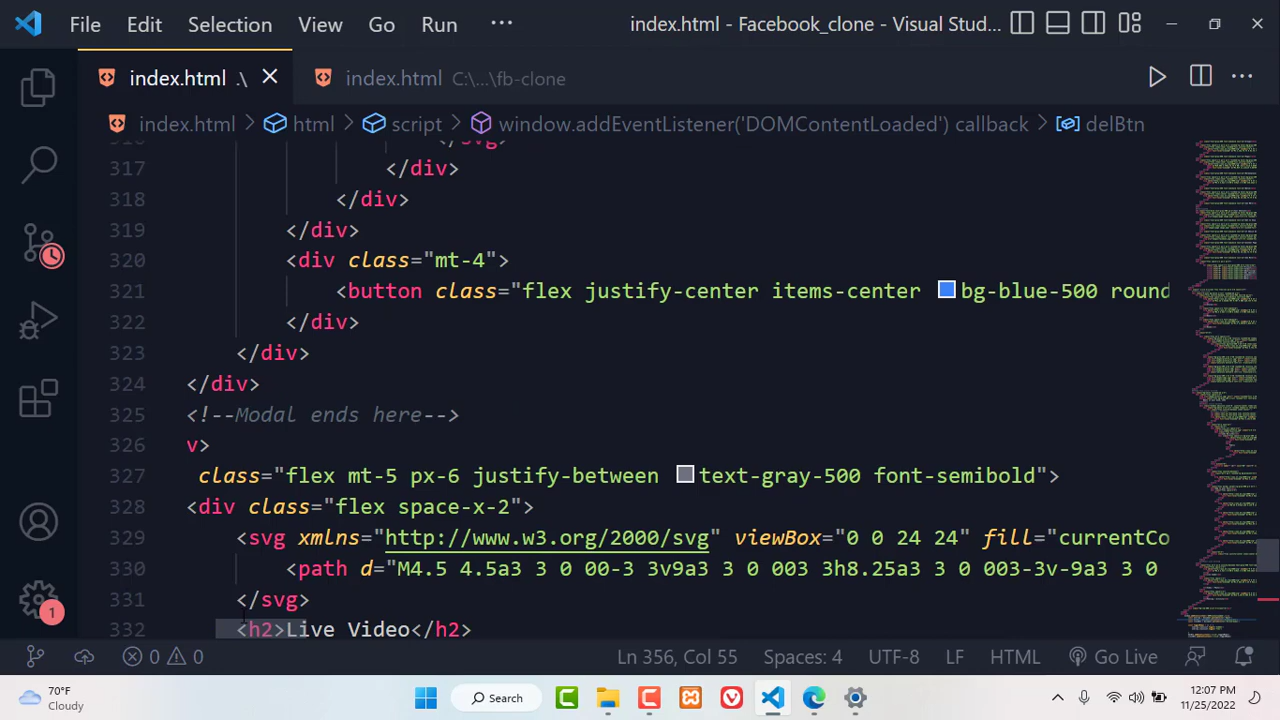 File Edit Selection View Go Run ··· index.html - Facebook_clone - Visual Stud...
index.html .\ index.html C:\...\fb-clone
index.html > html > script > window.addEventListener('DOMContentLoaded') callback > delBtn
316 </svg>
317 </div>
318 </div>
319 </div>
320 <div class="mt-4">
321 <button class="flex justify-center items-center bg-blue-500 round
322 </div>
323 </div>
324 </div>
325 <!--Modal ends here-->
326 v>
327 class="flex mt-5 px-6 justify-between text-gray-500 font-semibold">
328 <div class="flex space-x-2">
329 <svg xmlns="http://www.w3.org/2000/svg" viewBox="0 0 24 24" fill="currentCo
330 <path d="M4.5 4.5a3 3 0 00-3 3v9a3 3 0 003 3h8.25a3 3 0 003-3v-9a3 3 0
331 </svg>
332 <h2>Live Video</h2>
1
0 0 Ln 356, Col 55 Spaces: 4 UTF-8 LF HTML Go Live
70°F
Cloudy
Search
12:07 PM
11/25/2022